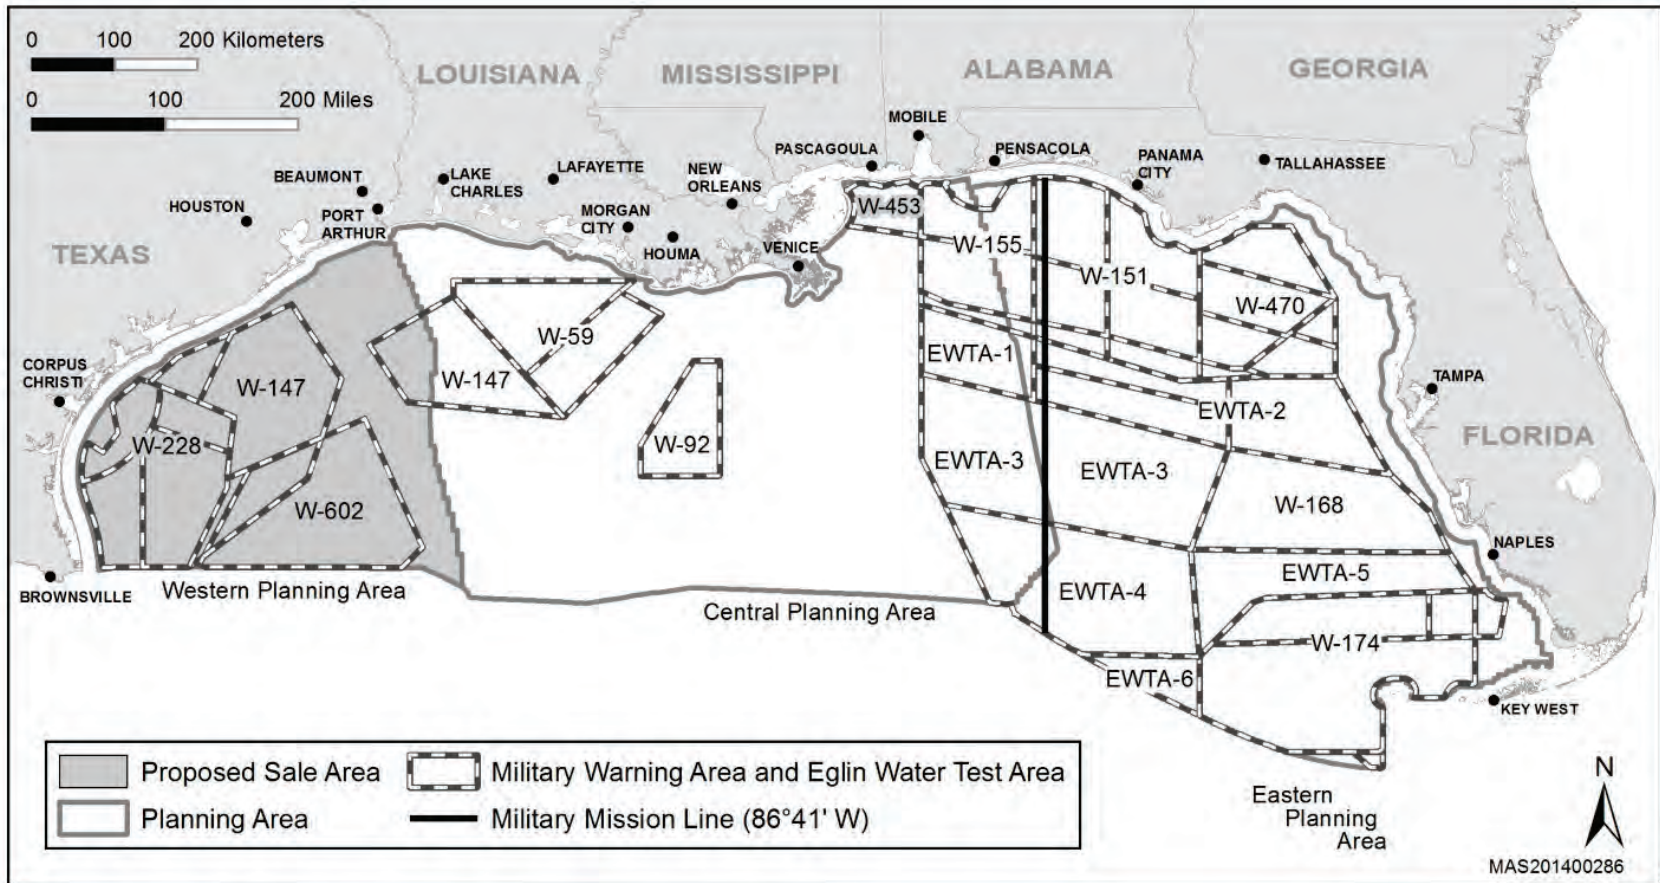 0 100 200 Kilometers
0 100 200 Miles
LOUISIANA
MISSISSIPPI
ALABAMA
GEORGIA
TEXAS
FLORIDA
MOBILE
PASCAGOULA
PENSACOLA
PANAMA
CITY
TALLAHASSEE
BEAUMONT
LAKE
CHARLES
LAFAYETTE
NEW
ORLEANS
HOUSTON
PORT
ARTHUR
MORGAN
CITY
HOUMA
VENICE
CORPUS
CHRISTI
TAMPA
NAPLES
BROWNSVILLE
KEY WEST
W-453
W-155
W-151
W-470
W-59
W-147
W-147
EWTA-1
EWTA-2
W-228
W-92
EWTA-3
EWTA-3
W-602
W-168
EWTA-5
EWTA-4
W-174
EWTA-6
Western Planning Area
Central Planning Area
Eastern
Planning
Area
Proposed Sale Area
Military Warning Area and Eglin Water Test Area
Planning Area
Military Mission Line (86°41' W)
N
MAS201400286